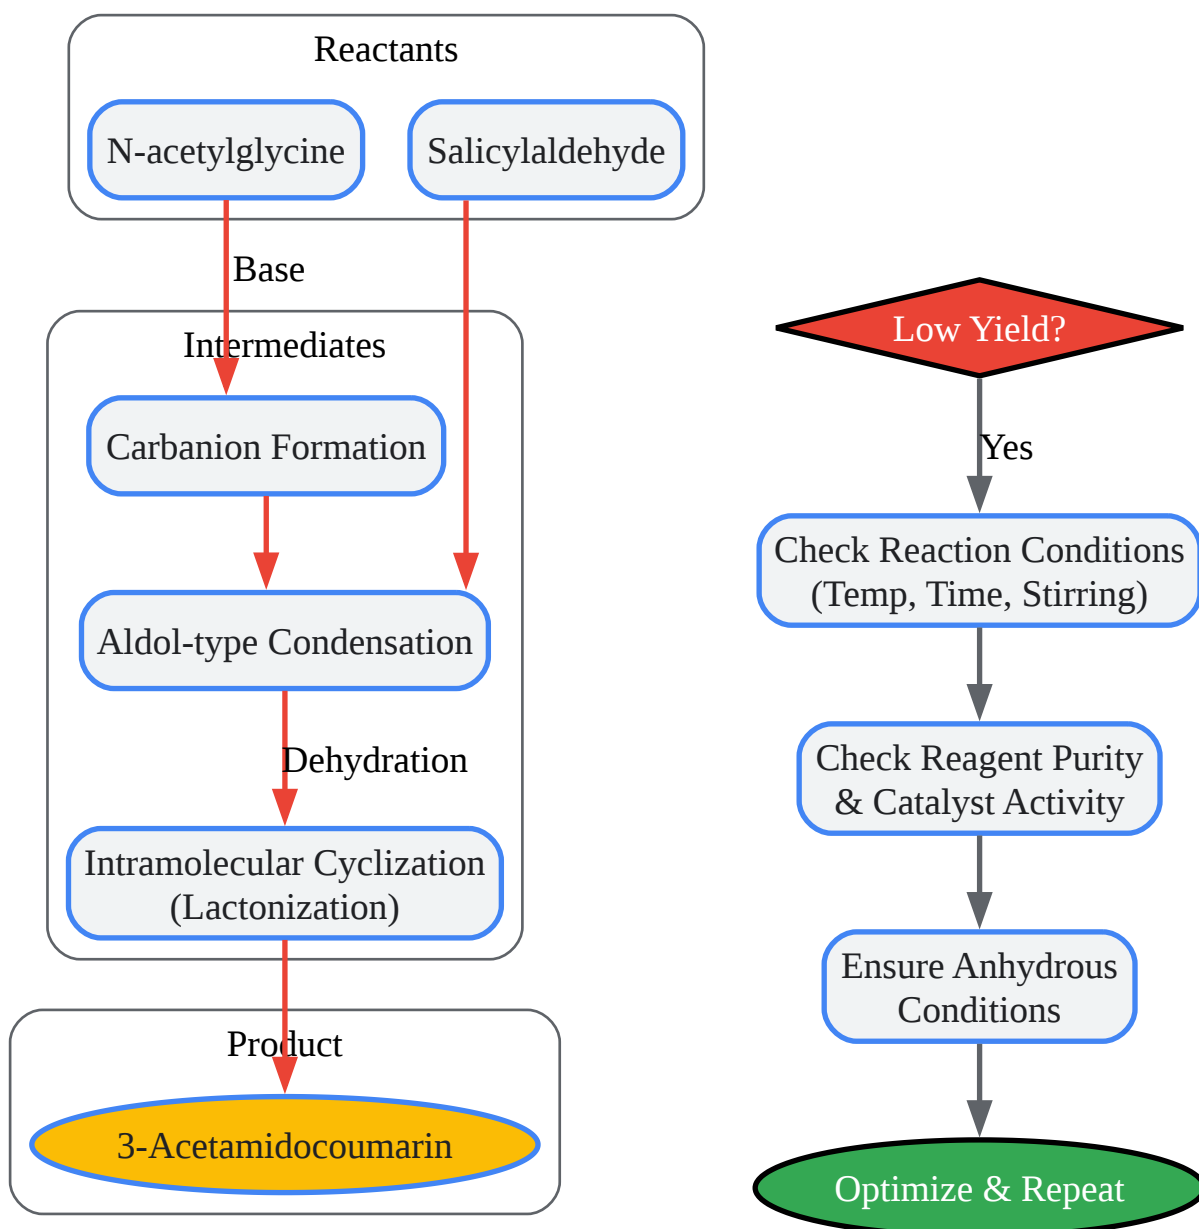 Reactants
N-acetylglycine
Salicylaldehyde
Base
Intermediates
Carbanion Formation
Aldol-type Condensation
Dehydration
Intramolecular Cyclization
(Lactonization)
Product
3-Acetamidocoumarin
Low Yield?
Yes
Check Reaction Conditions
(Temp, Time, Stirring)
Check Reagent Purity
& Catalyst Activity
Ensure Anhydrous
Conditions
Optimize & Repeat